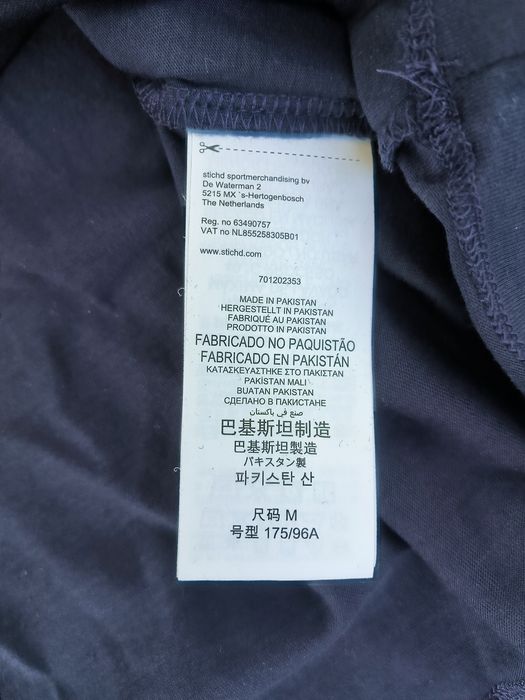 stichd sportmerchandising bv
De Waterman 2
5215 MX `s-Hertogenbosch
The Netherlands
Reg. no 63490757
VAT no NL855258305B01
www.stichd.com
701202353
MADE IN PAKISTAN
HERGESTELLT IN PAKISTAN
FABRIQUÉ AU PAKISTAN
PRODOTTO IN PAKISTAN
FABRICADO NO PAQUISTÃO
FABRICADO EN PAKISTÁN
ΚΑΤΑΣΚΕΥΑΣΤΗΚΕ ΣΤΟ ΠΑΚΙΣΤΑΝ
PAKİSTAN MALI
BUATAN PAKISTAN
СДЕЛАНО В ПАКИСТАНЕ
صنع في باكستان
巴基斯坦制造
巴基斯坦製造
パキスタン製
파키스탄 산
尺码 M
号型 175/96A